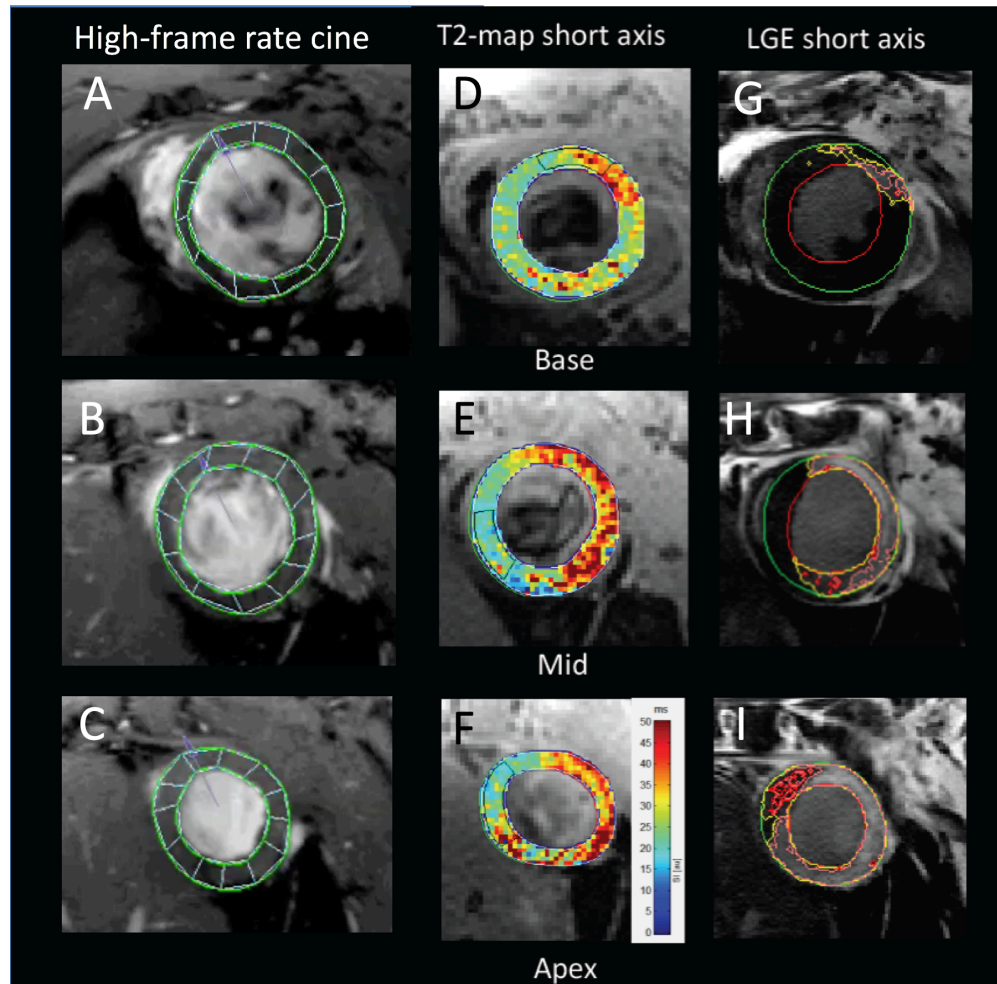 High-frame rate cine
T2-map short axis
LGE short axis
A
D
G
Base
B
E
H
Mid
C
F
I
ms
50
45
40
35
30
25
20
15
10
5
0
Apex